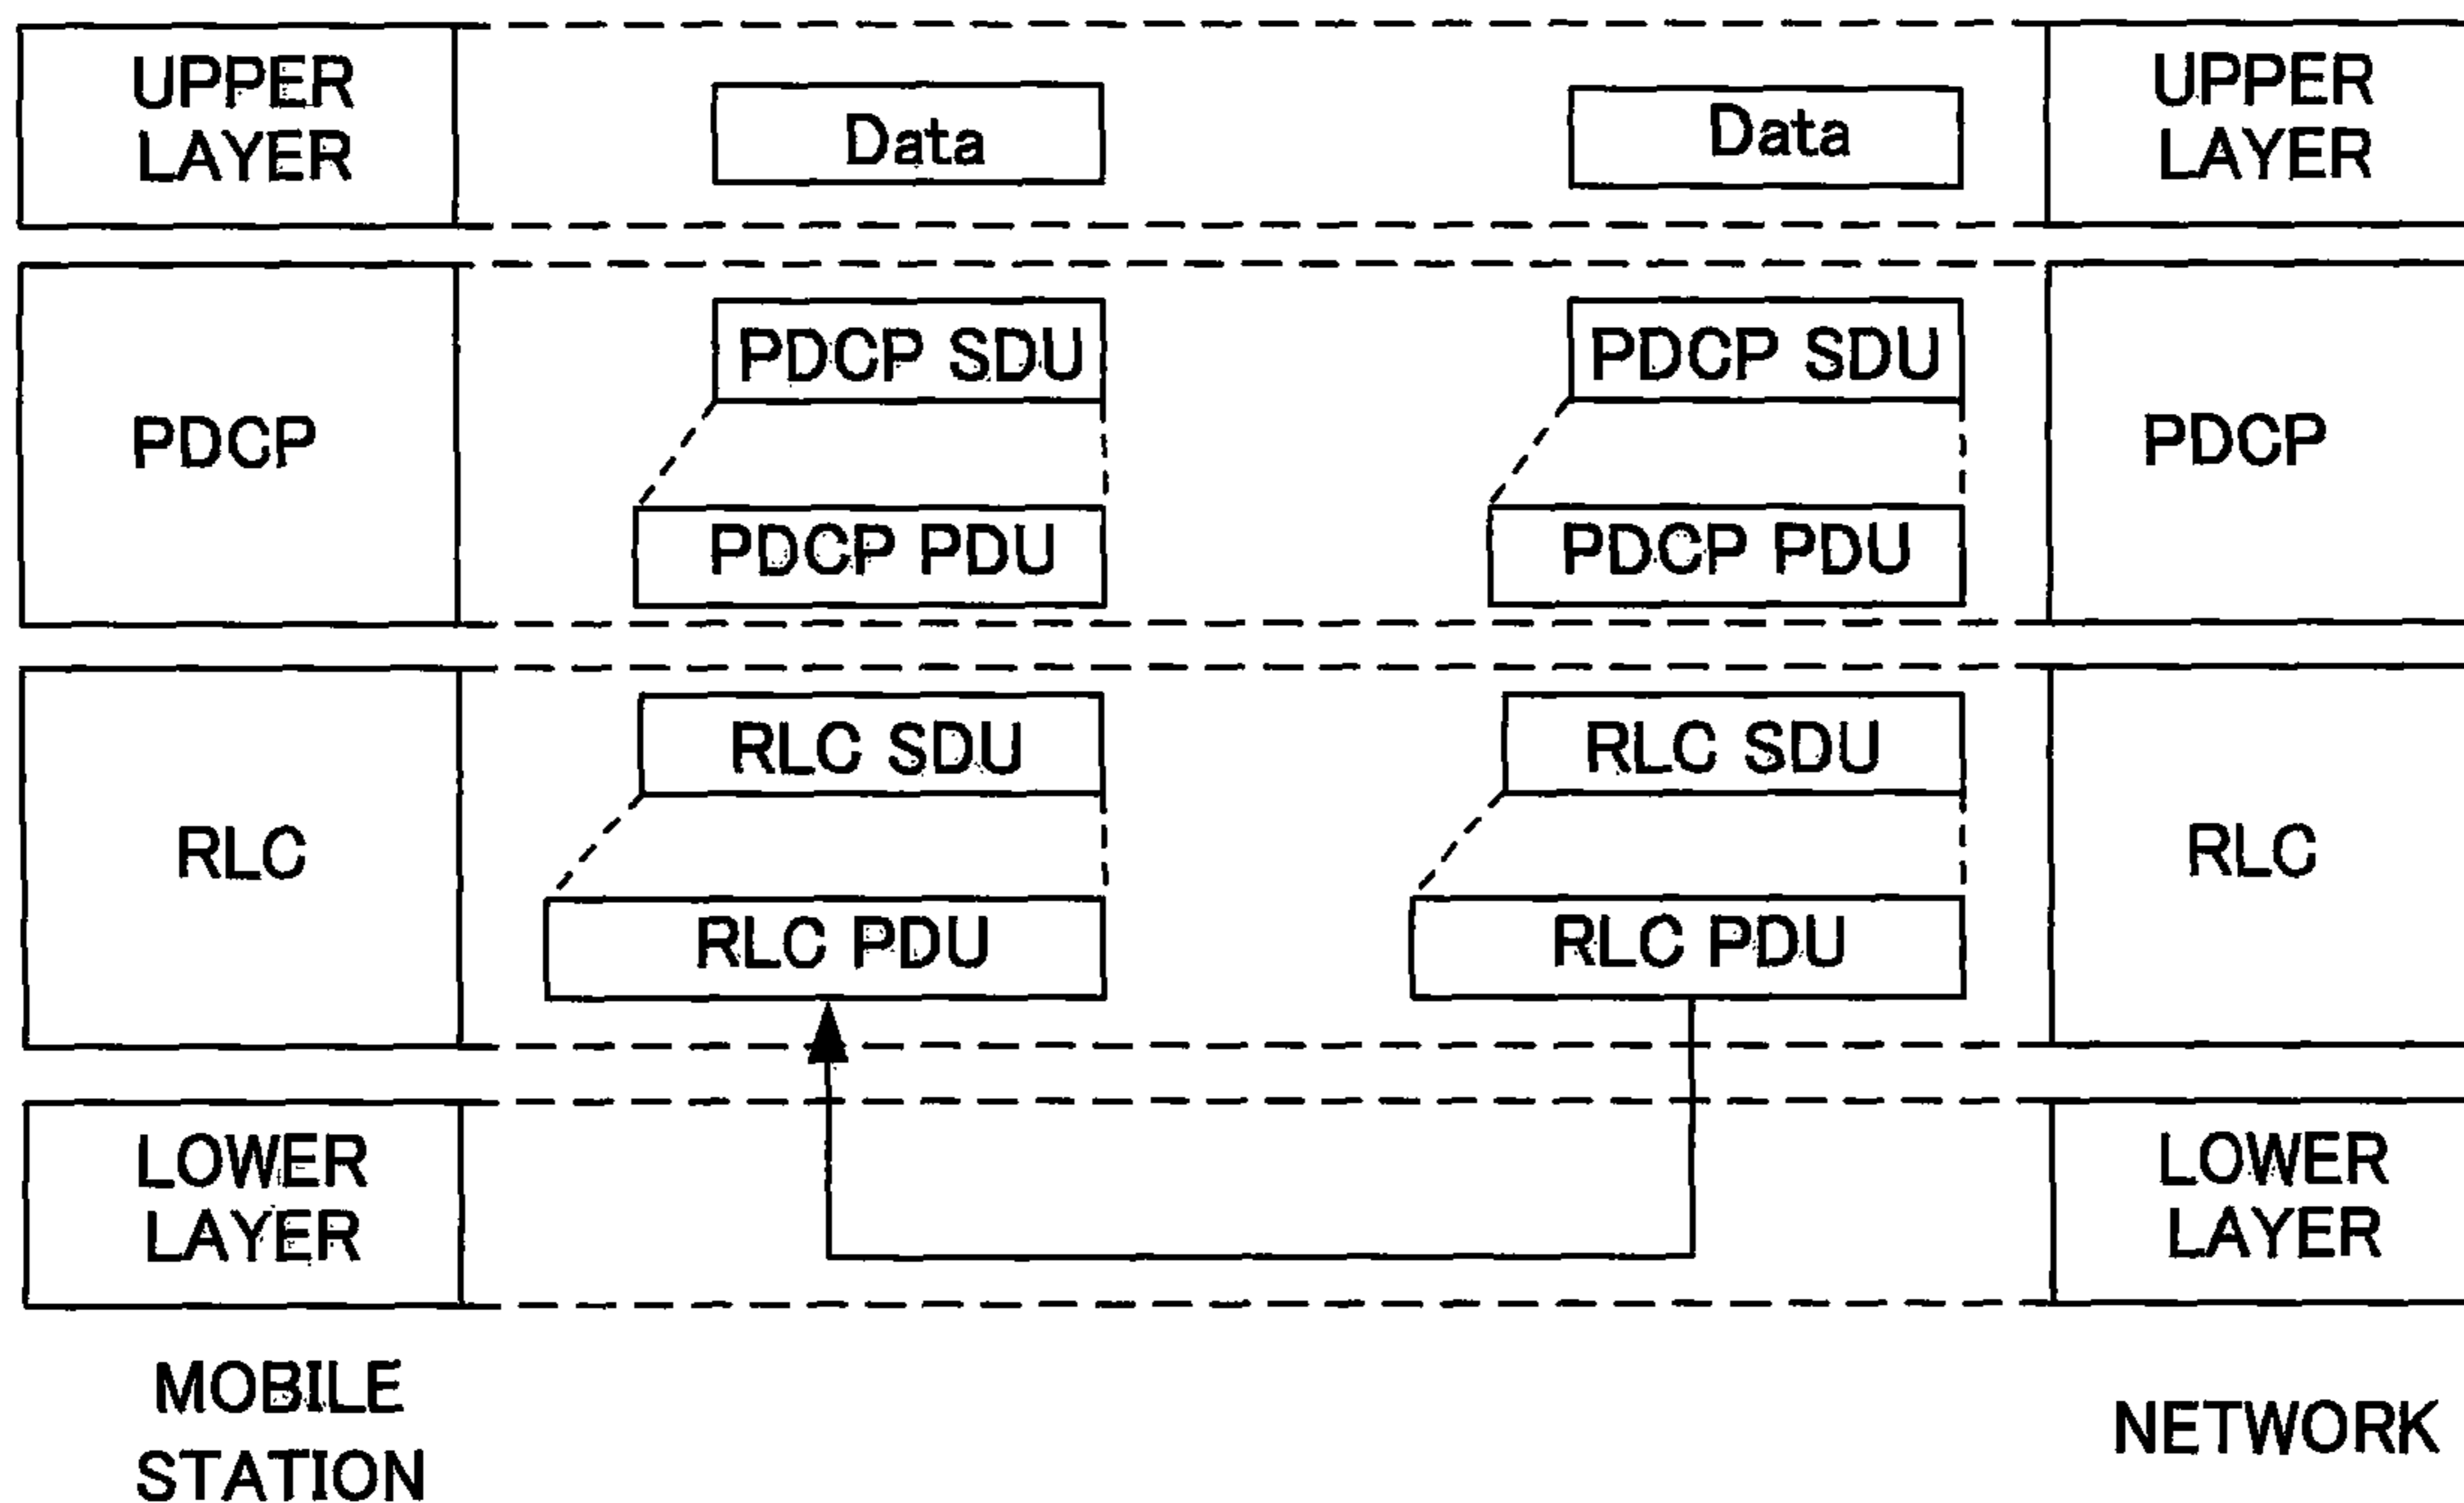 UPPER
LAYER
Data
Data
UPPER
LAYER
PDCP
PDCP SDU
PDCP PDU
PDCP SDU
PDCP PDU
PDCP
RLC
RLC SDU
RLC PDU
RLC SDU
RLC PDU
RLC
LOWER
LAYER
LOWER
LAYER
MOBILE
STATION
NETWORK